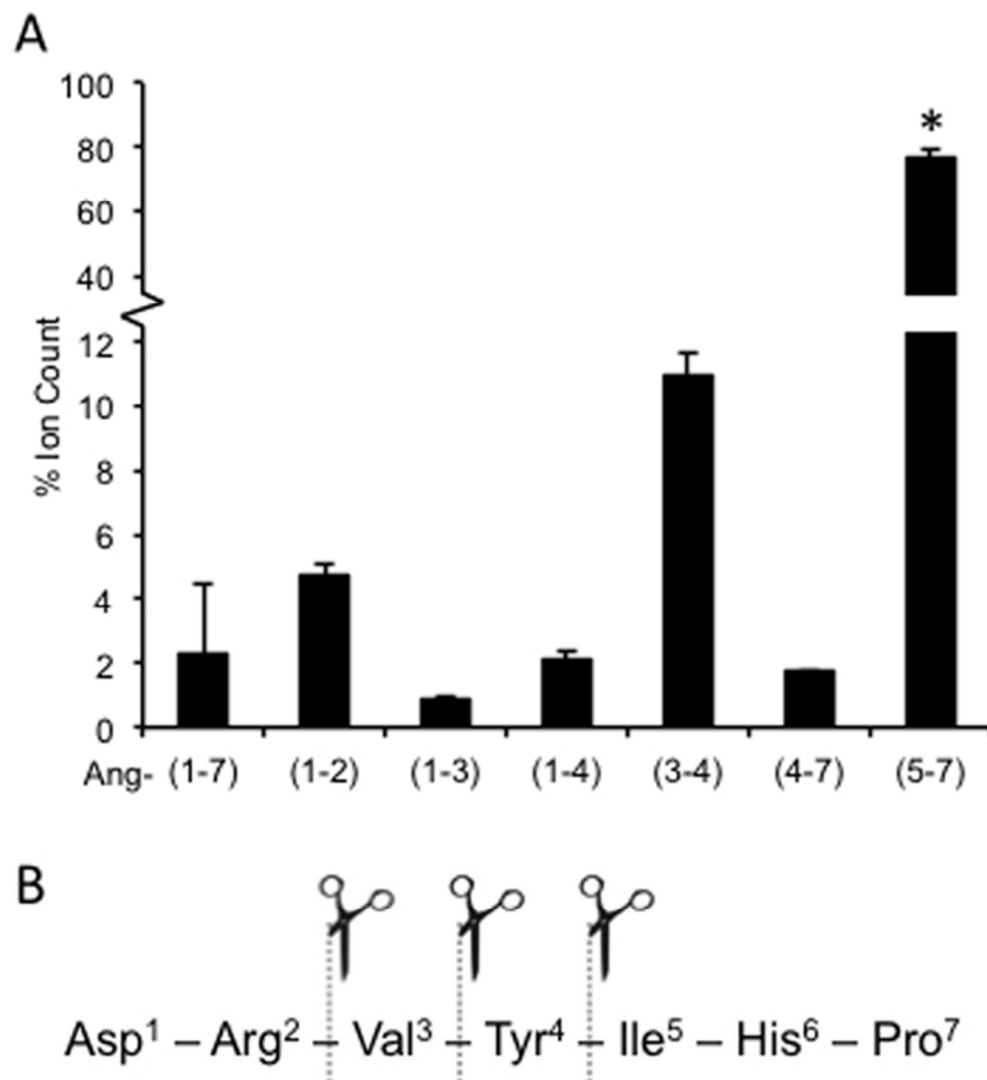 A
100
80
60
40
12
10
8
6
4
2
0
% Ion Count
*
Ang- (1-7) (1-2) (1-3) (1-4) (3-4) (4-7) (5-7)
B
Asp¹ – Arg² – Val³ – Tyr⁴ – Ile⁵ – His⁶ – Pro⁷